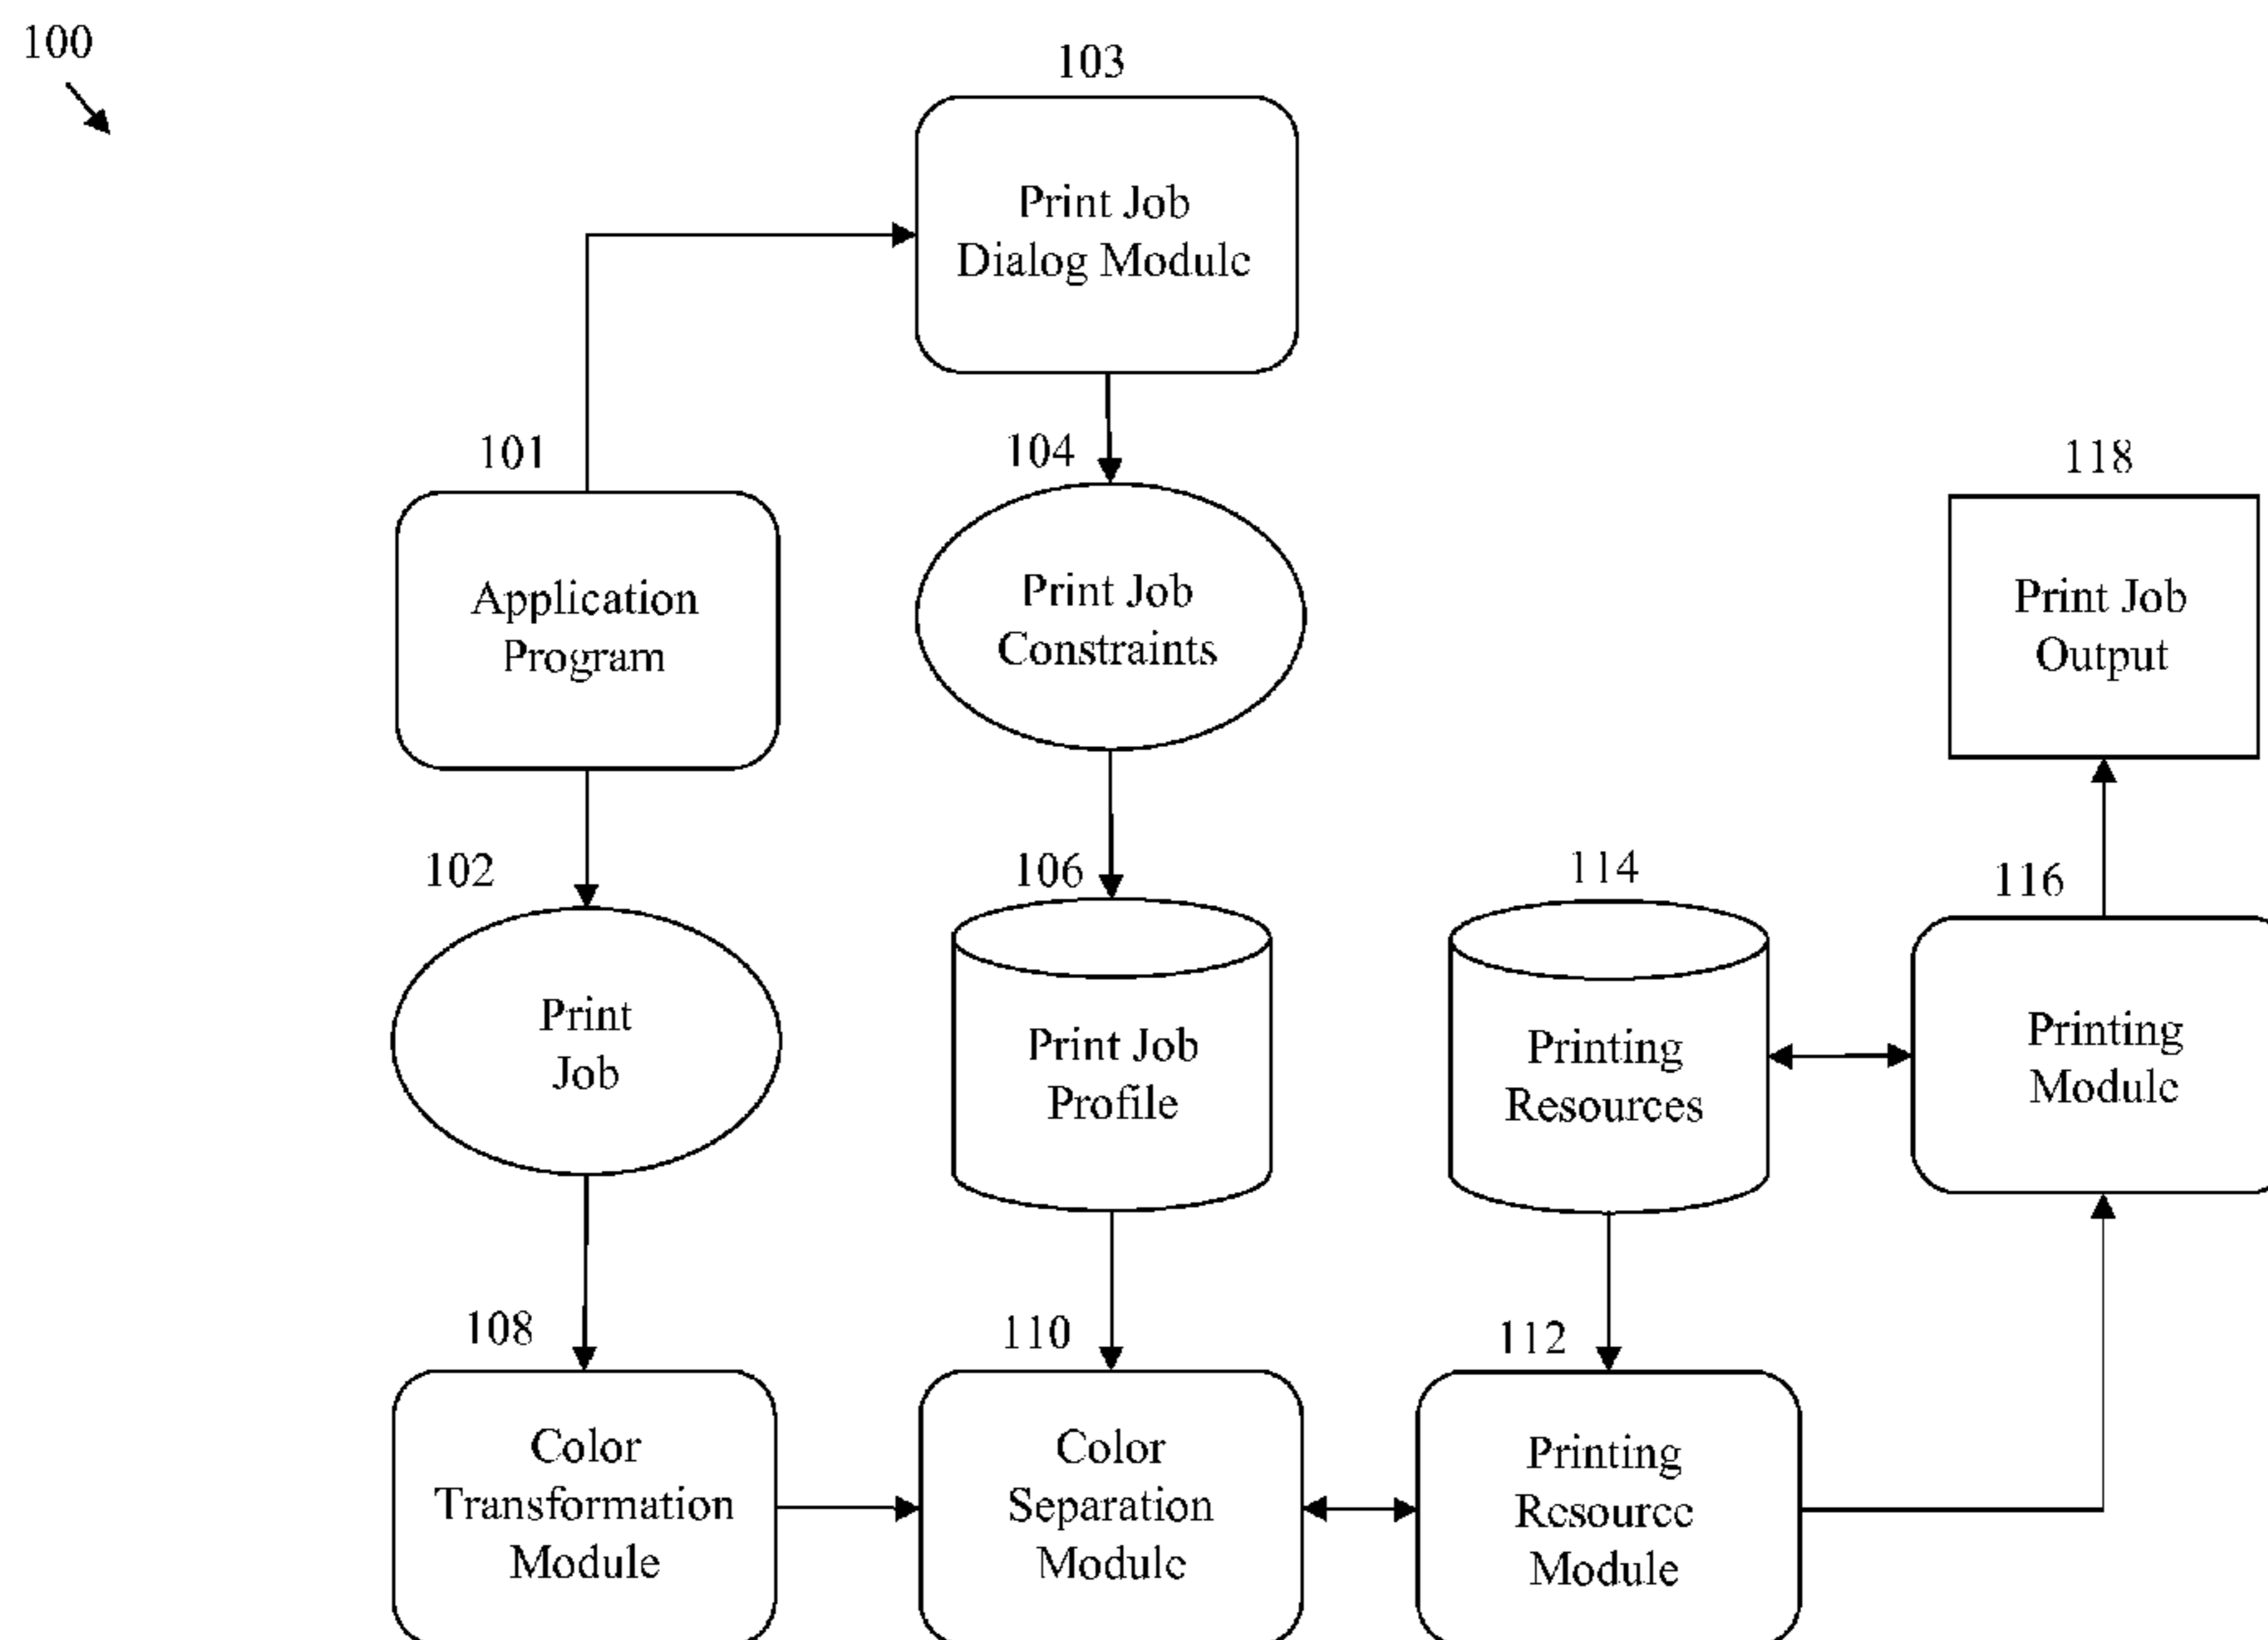 100
103
Print Job
Dialog Module
101
Application
Program
104
Print Job
Constraints
118
Print Job
Output
102
Print
Job
106
Print Job
Profile
114
Printing
Resources
116
Printing
Module
108
Color
Transformation
Module
110
Color
Separation
Module
112
Printing
Resource
Module